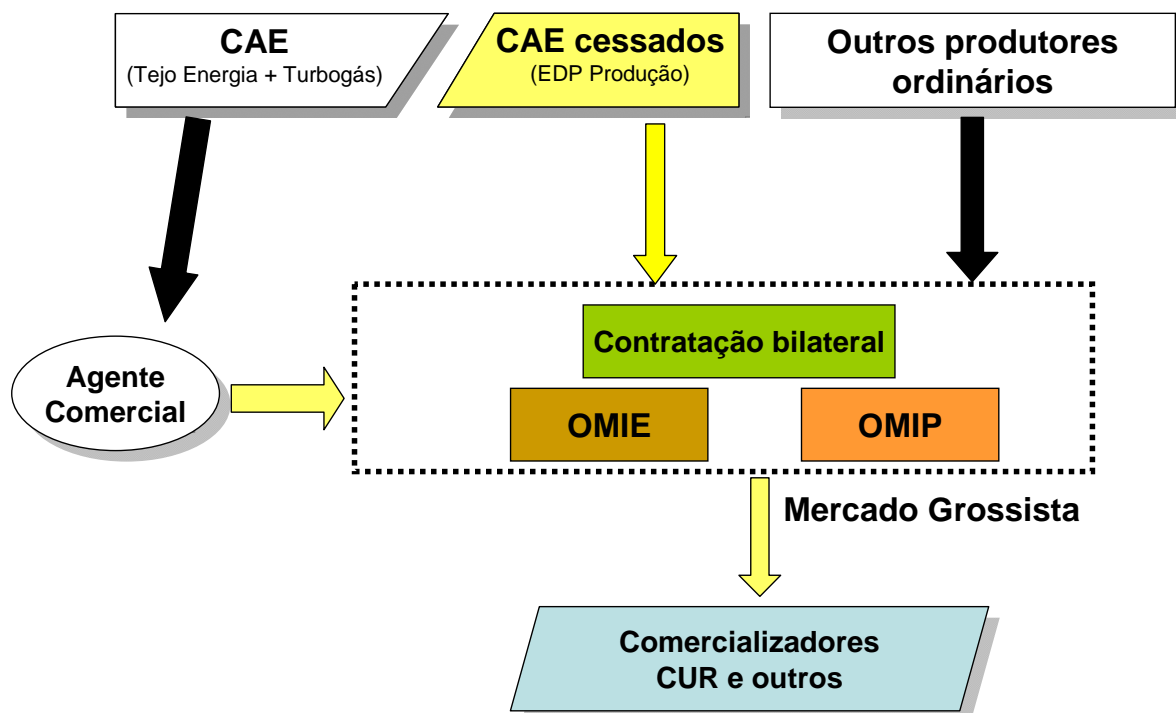 CAE
(Tejo Energia + Turbogás)
CAE cessados
(EDP Produção)
Outros produtores
ordinários
Contratação bilateral
Agente
Comercial
OMIE
OMIP
Mercado Grossista
Comercializadores
CUR e outros